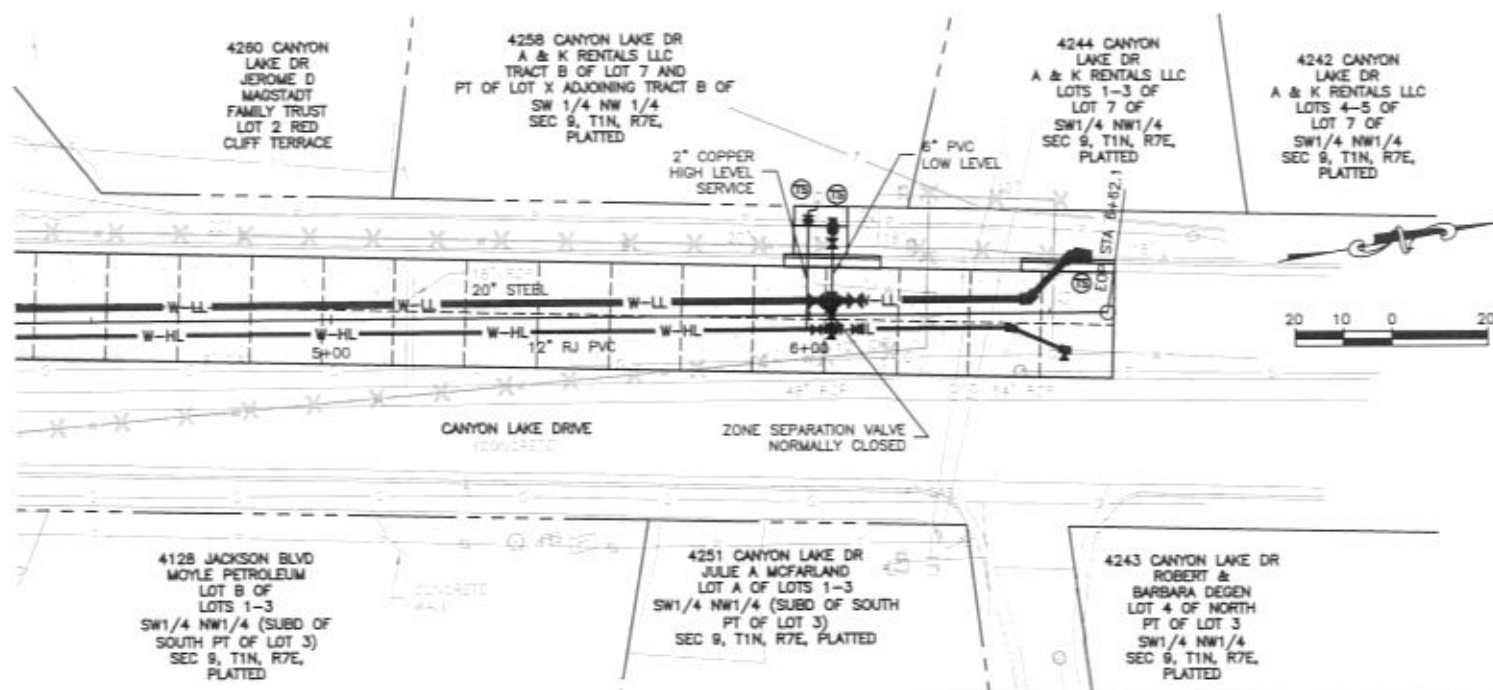 4260 CANYON
LAKE DR
JEROME D
MAGSTADT
FAMILY TRUST
LOT 2 RED
CLIFF TERRACE
4258 CANYON LAKE DR
A & K RENTALS LLC
TRACT B OF LOT 7 AND
PT OF LOT X ADJOINING TRACT B OF
SW 1/4 NW 1/4
SEC 9, T1N, R7E,
PLATTED
4244 CANYON
LAKE DR
A & K RENTALS LLC
LOTS 1-3 OF
LOT 7 OF
SW1/4 NW1/4
SEC 9, T1N, R7E,
PLATTED
4242 CANYON
LAKE DR
A & K RENTALS LLC
LOTS 4-5 OF
LOT 7 OF
SW1/4 NW1/4
SEC 9, T1N, R7E,
PLATTED
2" COPPER
HIGH LEVEL
SERVICE
6" PVC
LOW LEVEL
TS
TS
TS
EOP STA 6+62.1
18" RCP
20" STEEL
W-LL
W-LL
W-LL
W-LL
W-HL
W-HL
W-HL
W-HL
HL
5+00
12" RJ PVC
6+00
20 10 0 20
CANYON LAKE DRIVE
(CONCRETE)
ZONE SEPARATION VALVE
NORMALLY CLOSED
4128 JACKSON BLVD
MOYLE PETROLEUM
LOT B OF
LOTS 1-3
SW1/4 NW1/4 (SUBD OF
SOUTH PT OF LOT 3)
SEC 9, T1N, R7E,
PLATTED
CONCRETE
4251 CANYON LAKE DR
JULIE A MCFARLAND
LOT A OF LOTS 1-3
SW1/4 NW1/4 (SUBD OF SOUTH
PT OF LOT 3)
SEC 9, T1N, R7E, PLATTED
4243 CANYON LAKE DR
ROBERT &
BARBARA DEGEN
LOT 4 OF NORTH
PT OF LOT 3
SW1/4 NW1/4
SEC 9, T1N, R7E,
PLATTED